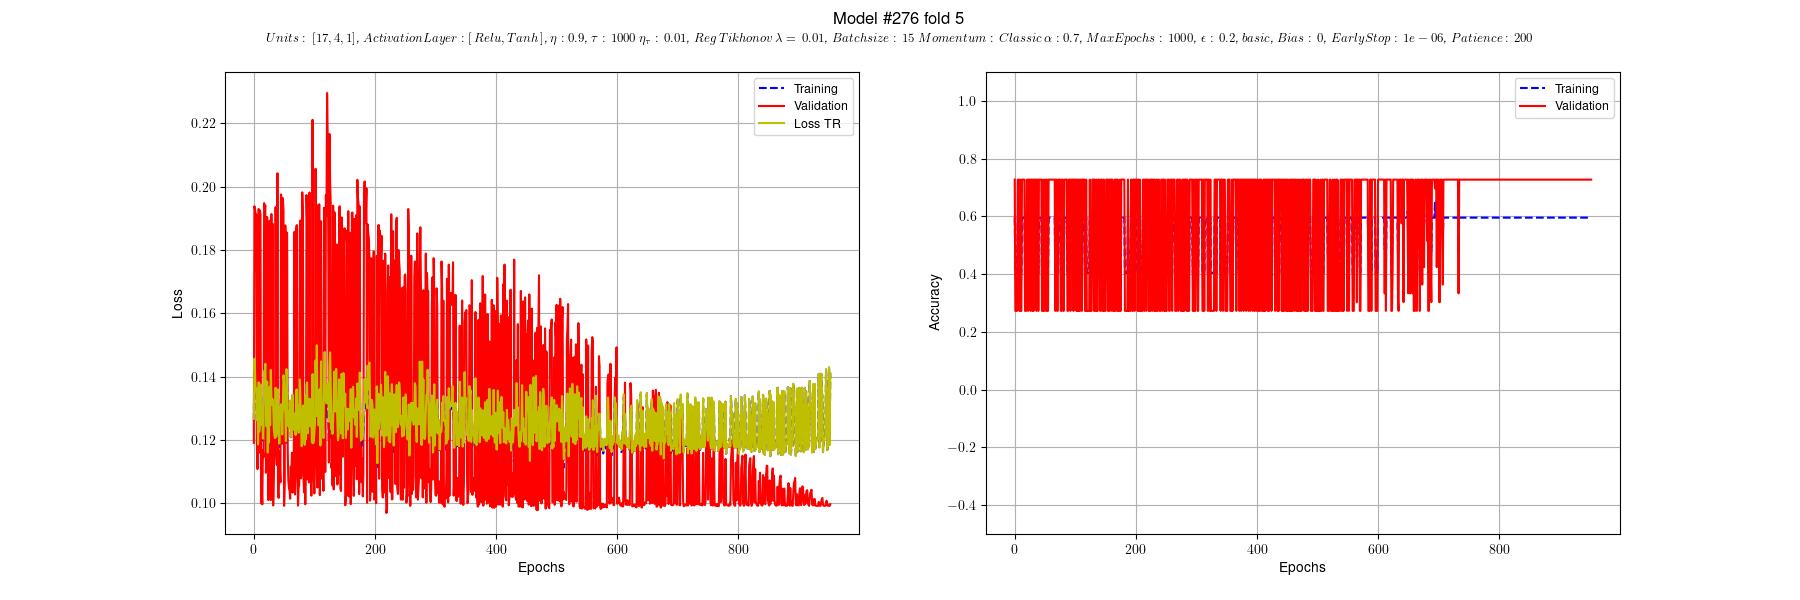 Model #276 fold 5
Units : [17, 4, 1], ActivationLayer : [ Relu, Tanh], η : 0.9, τ : 1000 ητ : 0.01, Reg Tikhonov λ = 0.01, Batchsize : 15 Momentum : Classic α : 0.7, MaxEpochs : 1000, ϵ : 0.2, basic, Bias : 0, EarlyStop : 1e − 06, Patience : 200
Training
Validation
Loss TR
0.22
0.20
0.18
0.16
0.14
0.12
0.10
Loss
0 200 400 600 800
Epochs
Training
Validation
1.0
0.8
0.6
0.4
0.2
0.0
−0.2
−0.4
Accuracy
0 200 400 600 800
Epochs